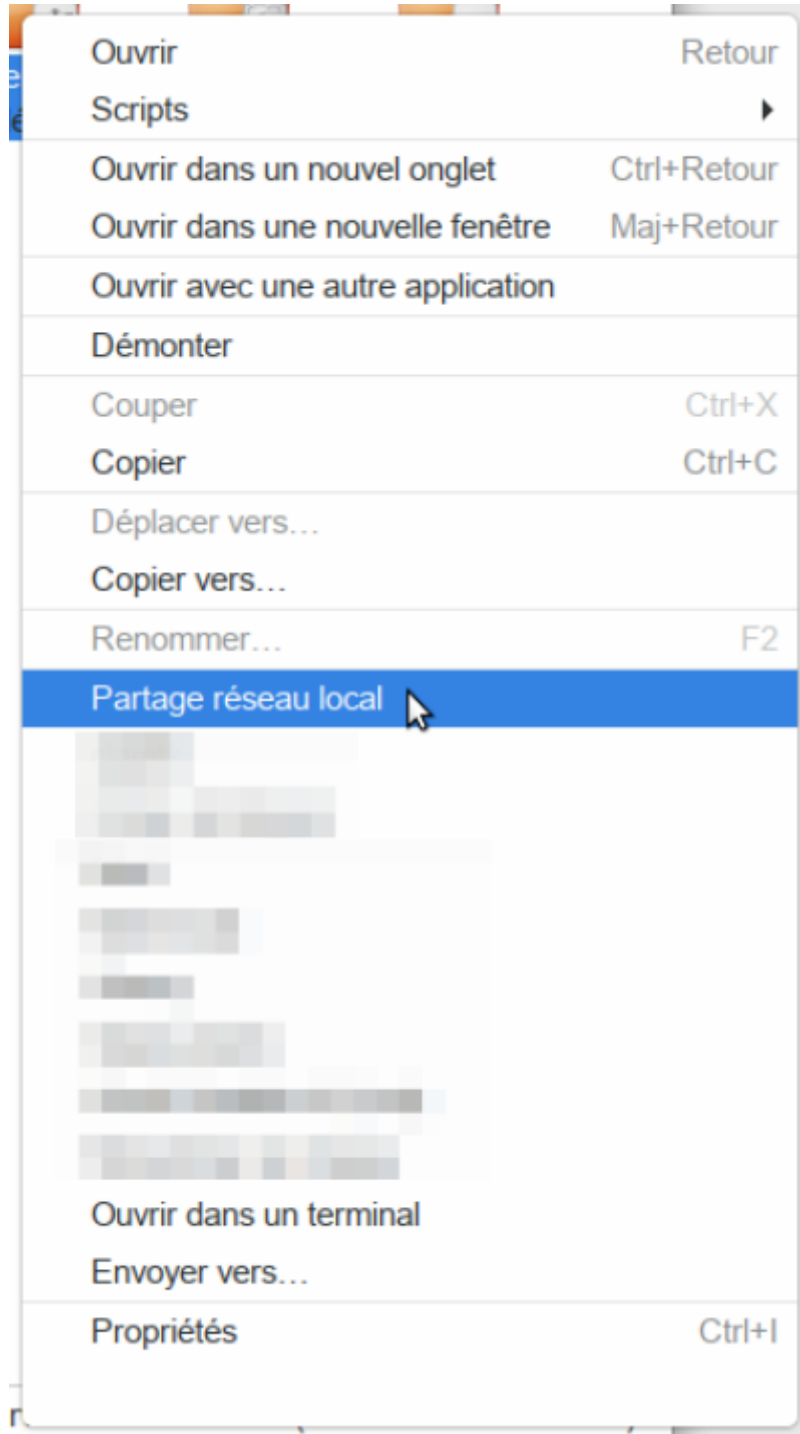 Ouvrir Retour
Scripts
Ouvrir dans un nouvel onglet Ctrl+Retour
Ouvrir dans une nouvelle fenêtre Maj+Retour
Ouvrir avec une autre application
Démonter
Couper Ctrl+X
Copier Ctrl+C
Déplacer vers…
Copier vers…
Renommer… F2
Partage réseau local
Ouvrir dans un terminal
Envoyer vers…
Propriétés Ctrl+I